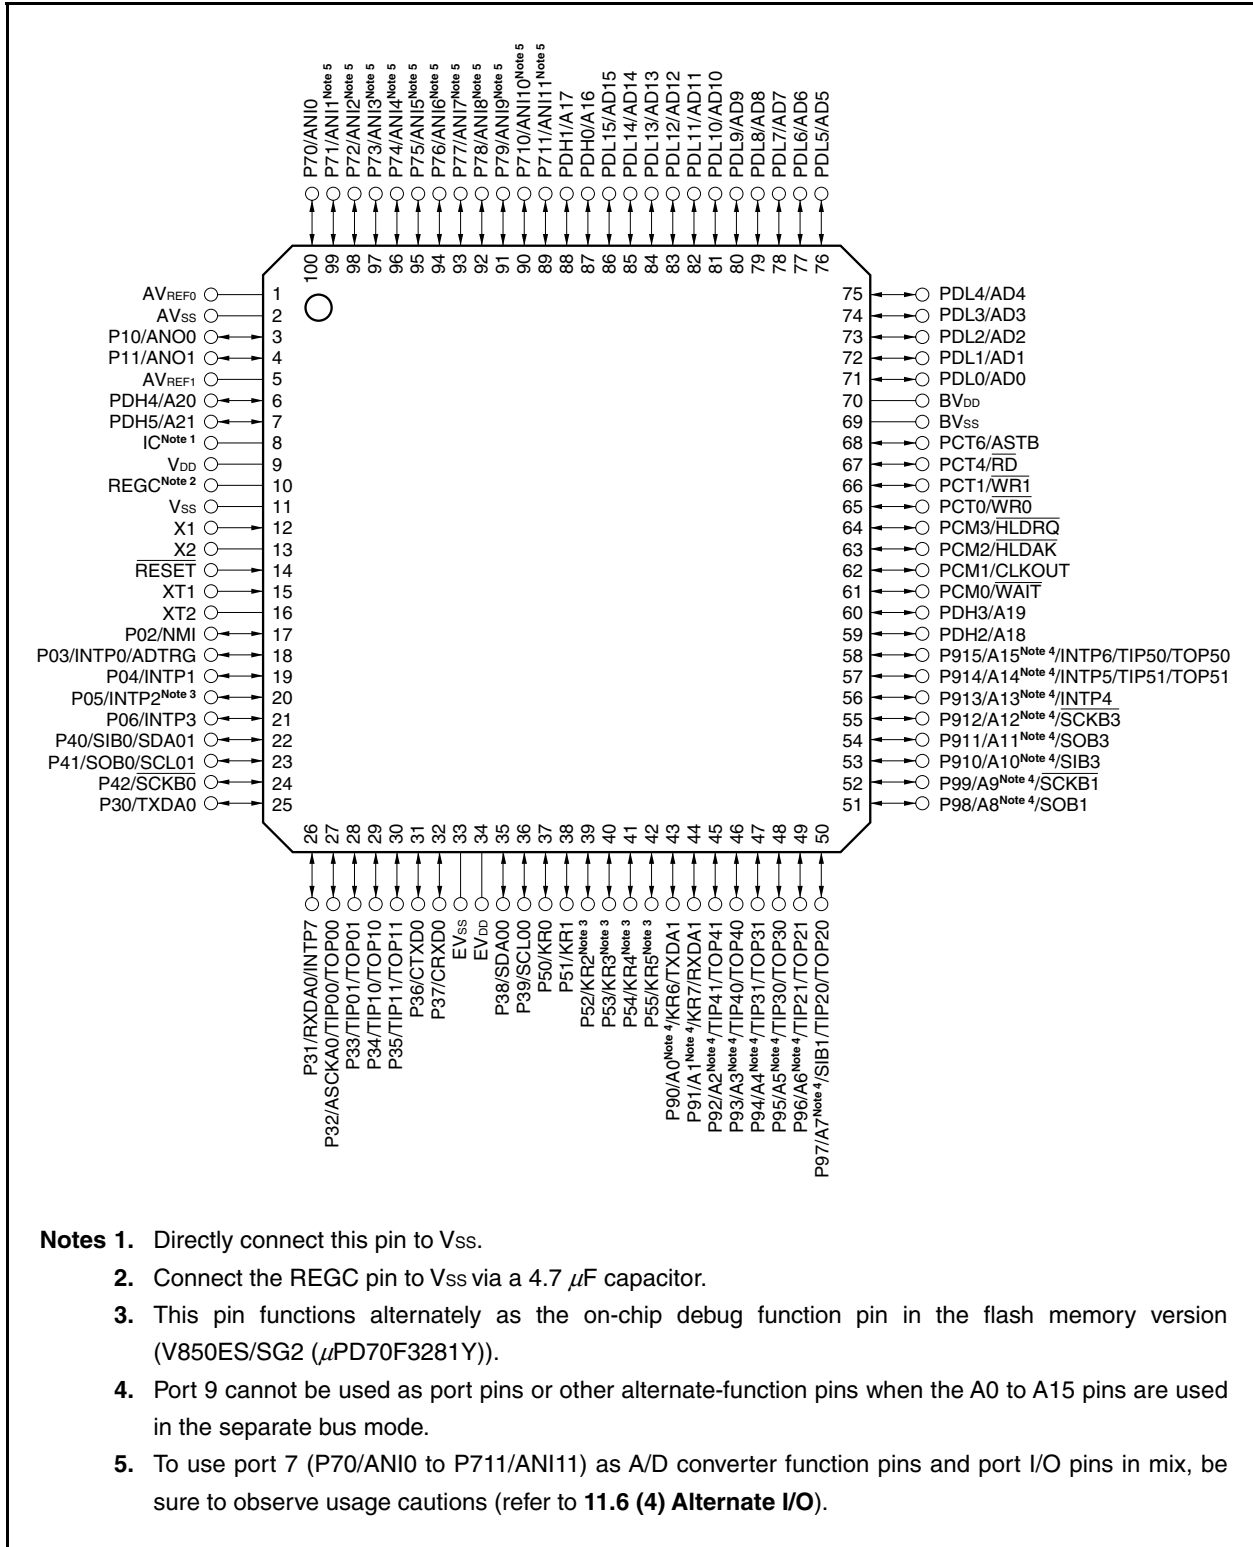 P70/ANI0
P71/ANI1Note 5
P72/ANI2Note 5
P73/ANI3Note 5
P74/ANI4Note 5
P75/ANI5Note 5
P76/ANI6Note 5
P77/ANI7Note 5
P78/ANI8Note 5
P79/ANI9Note 5
P710/ANI10Note 5
P711/ANI11Note 5
PDH1/A17
PDH0/A16
PDL15/AD15
PDL14/AD14
PDL13/AD13
PDL12/AD12
PDL11/AD11
PDL10/AD10
PDL9/AD9
PDL8/AD8
PDL7/AD7
PDL6/AD6
PDL5/AD5
100
99
98
97
96
95
94
93
92
91
90
89
88
87
86
85
84
83
82
81
80
79
78
77
76
AVREF0 1
AVSS 2
P10/ANO0 3
P11/ANO1 4
AVREF1 5
PDH4/A20 6
PDH5/A21 7
ICNote 1 8
VDD 9
REGCNote 2 10
VSS 11
X1 12
X2 13
RESET 14
XT1 15
XT2 16
P02/NMI 17
P03/INTP0/ADTRG 18
P04/INTP1 19
P05/INTP2Note 3 20
P06/INTP3 21
P40/SIB0/SDA01 22
P41/SOB0/SCL01 23
P42/SCKB0 24
P30/TXDA0 25
75 PDL4/AD4
74 PDL3/AD3
73 PDL2/AD2
72 PDL1/AD1
71 PDL0/AD0
70 BVDD
69 BVSS
68 PCT6/ASTB
67 PCT4/RD
66 PCT1/WR1
65 PCT0/WR0
64 PCM3/HLDRQ
63 PCM2/HLDAK
62 PCM1/CLKOUT
61 PCM0/WAIT
60 PDH3/A19
59 PDH2/A18
58 P915/A15Note 4/INTP6/TIP50/TOP50
57 P914/A14Note 4/INTP5/TIP51/TOP51
56 P913/A13Note 4/INTP4
55 P912/A12Note 4/SCKB3
54 P911/A11Note 4/SOB3
53 P910/A10Note 4/SIB3
52 P99/A9Note 4/SCKB1
51 P98/A8Note 4/SOB1
26
27
28
29
30
31
32
33
34
35
36
37
38
39
40
41
42
43
44
45
46
47
48
49
50
P31/RXDA0/INTP7
P32/ASCKA0/TIP00/TOP00
P33/TIP01/TOP01
P34/TIP10/TOP10
P35/TIP11/TOP11
P36/CTXD0
P37/CRXD0
EVSS
EVDD
P38/SDA00
P39/SCL00
P50/KR0
P51/KR1
P52/KR2Note 3
P53/KR3Note 3
P54/KR4Note 3
P55/KR5Note 3
P90/A0Note 4/KR6/TXDA1
P91/A1Note 4/KR7/RXDA1
P92/A2Note 4/TIP41/TOP41
P93/A3Note 4/TIP40/TOP40
P94/A4Note 4/TIP31/TOP31
P95/A5Note 4/TIP30/TOP30
P96/A6Note 4/TIP21/TOP21
P97/A7Note 4/SIB1/TIP20/TOP20
Notes 1. Directly connect this pin to VSS.
2. Connect the REGC pin to VSS via a 4.7 μF capacitor.
3. This pin functions alternately as the on-chip debug function pin in the flash memory version
(V850ES/SG2 (μPD70F3281Y)).
4. Port 9 cannot be used as port pins or other alternate-function pins when the A0 to A15 pins are used
in the separate bus mode.
5. To use port 7 (P70/ANI0 to P711/ANI11) as A/D converter function pins and port I/O pins in mix, be
sure to observe usage cautions (refer to 11.6 (4) Alternate I/O).